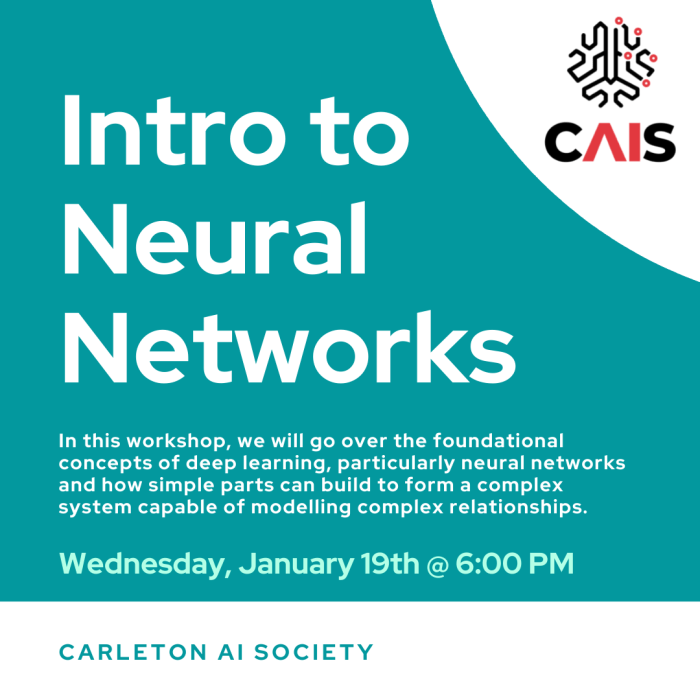 CAIS
Intro to
Neural
Networks
In this workshop, we will go over the foundational
concepts of deep learning, particularly neural networks
and how simple parts can build to form a complex
system capable of modelling complex relationships.
Wednesday, January 19th @ 6:00 PM
CARLETON AI SOCIETY